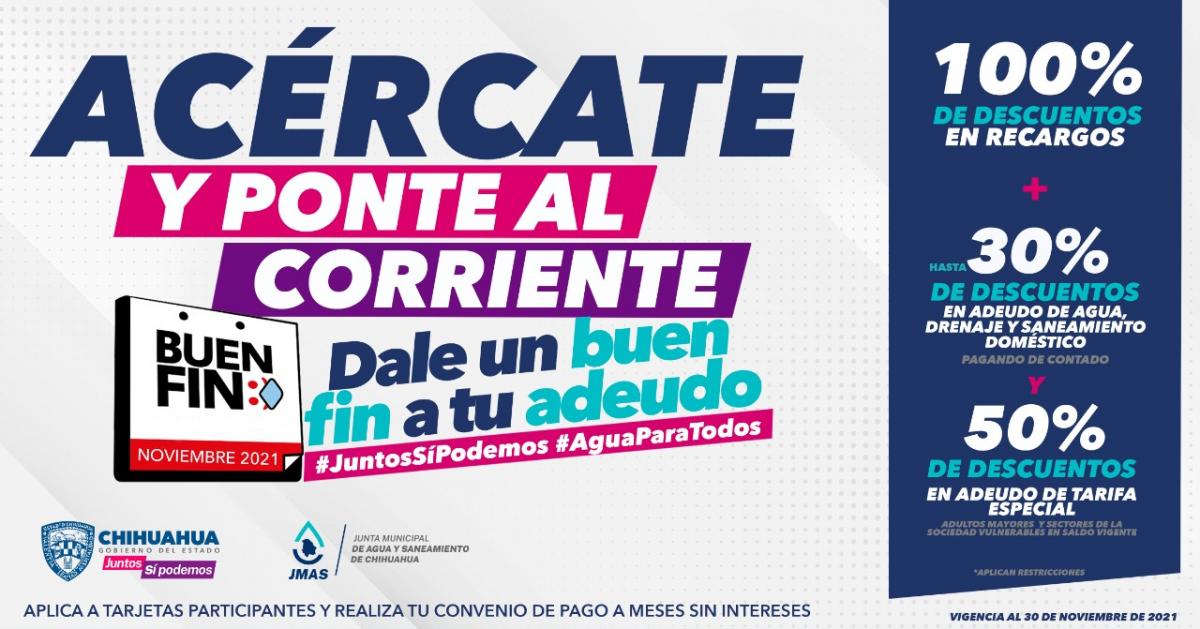 ACÉRCATE
Y PONTE AL
CORRIENTE
BUEN
FIN
NOVIEMBRE 2021
Dale un buen
fin a tu adeudo
#JuntosSíPodemos #AguaParaTodos
CHIHUAHUA
GOBIERNO DEL ESTADO
Juntos
Sí podemos
JMAS
JUNTA MUNICIPAL
DE AGUA Y SANEAMIENTO
DE CHIHUAHUA
APLICA A TARJETAS PARTICIPANTES Y REALIZA TU CONVENIO DE PAGO A MESES SIN INTERESES
100%
DE DESCUENTOS
EN RECARGOS
+
HASTA 30%
DE DESCUENTOS
EN ADEUDO DE AGUA,
DRENAJE Y SANEAMIENTO
DOMÉSTICO
PAGANDO DE CONTADO
Y
50%
DE DESCUENTOS
EN ADEUDO DE TARIFA
ESPECIAL
ADULTOS MAYORES Y SECTORES DE LA
SOCIEDAD VULNERABLES EN SALDO VIGENTE
*APLICAN RESTRICCIONES
VIGENCIA AL 30 DE NOVIEMBRE DE 2021